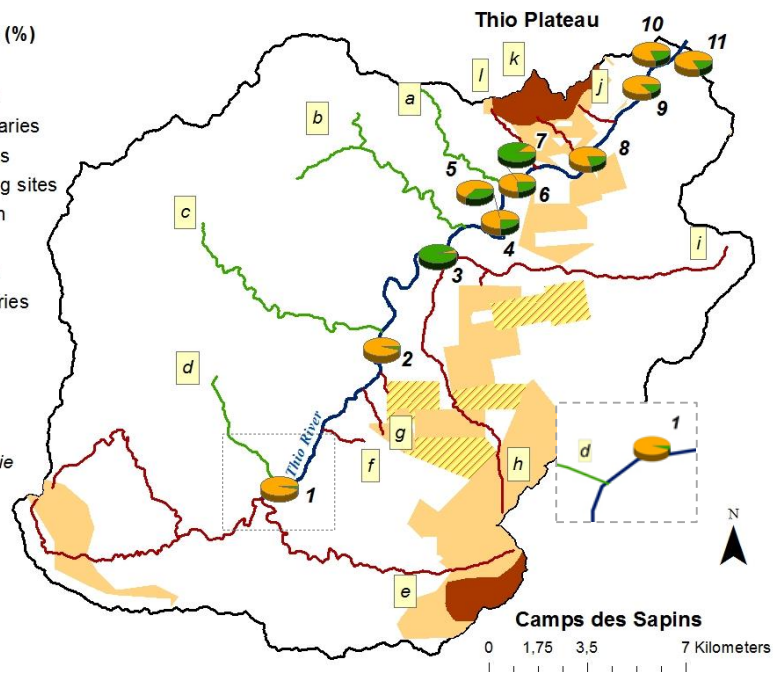 Thio Plateau
(%)
10
11
k
l
j
a
9
b
aries
7
8
s
5
g sites
6
c
4
i
3
ries
2
d
Thio River
g
1
d
ie
f
h
1
N
e
Camps des Sapins
0 1,75 3,5 7 Kilometers